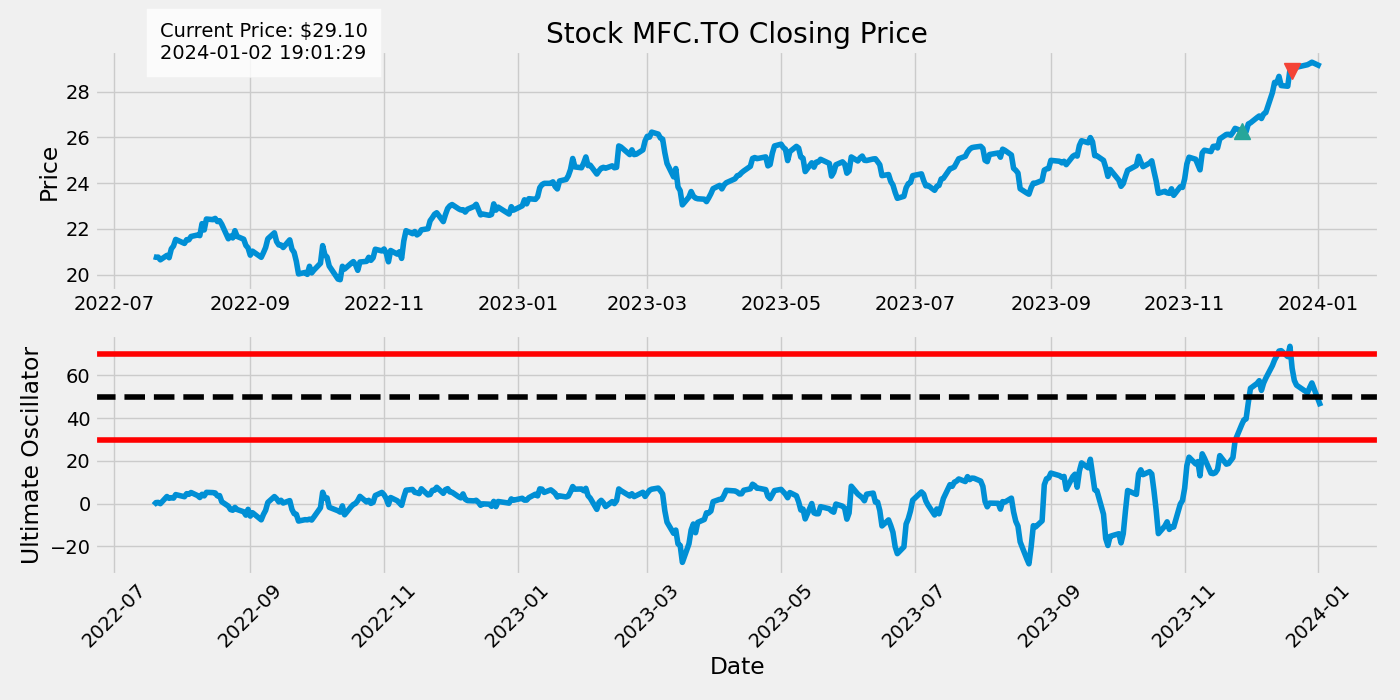 Current Price: $29.10
2024-01-02 19:01:29
Stock MFC.TO Closing Price
Price
28
26
24
22
20
2022-07 2022-09 2022-11 2023-01 2023-03 2023-05 2023-07 2023-09 2023-11 2024-01
Ultimate Oscillator
60
40
20
0
−20
2022-07 2022-09 2022-11 2023-01 2023-03 2023-05 2023-07 2023-09 2023-11 2024-01
Date